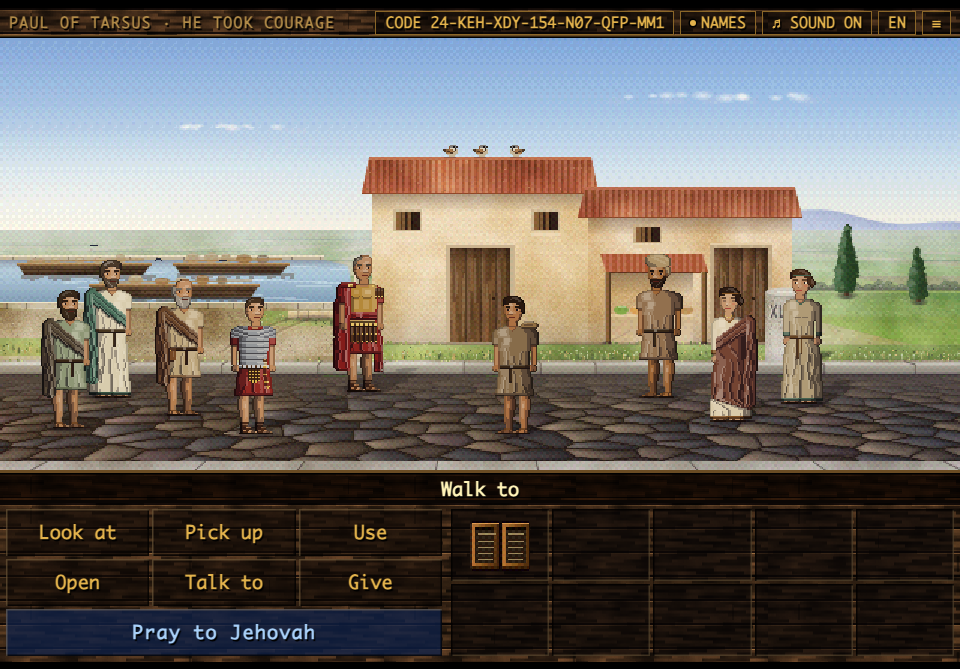 PAUL OF TARSUS · HE TOOK COURAGE
CODE 24-KEH-XDY-154-N07-QFP-MM1
• NAMES
♫ SOUND ON
EN
≡
XL
Walk to
Look at
Pick up
Use
Open
Talk to
Give
Pray to Jehovah